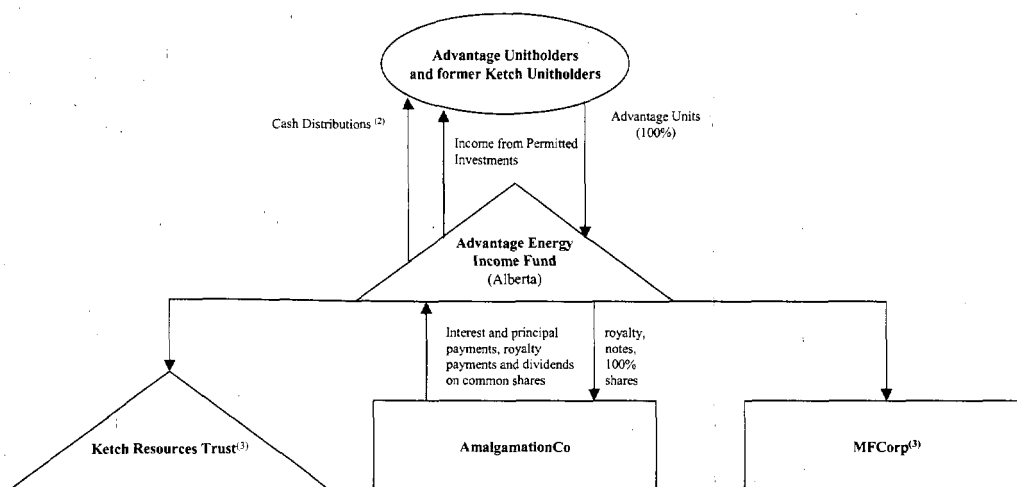 Advantage Unitholders
and former Ketch Unitholders
Cash Distributions (2)
Income from Permitted
Investments
Advantage Units
(100%)
Advantage Energy
Income Fund
(Alberta)
Interest and principal
payments, royalty
payments and dividends
on common shares
royalty,
notes,
100%
shares
Ketch Resources Trust(3)
AmalgamationCo
MFCorp(3)